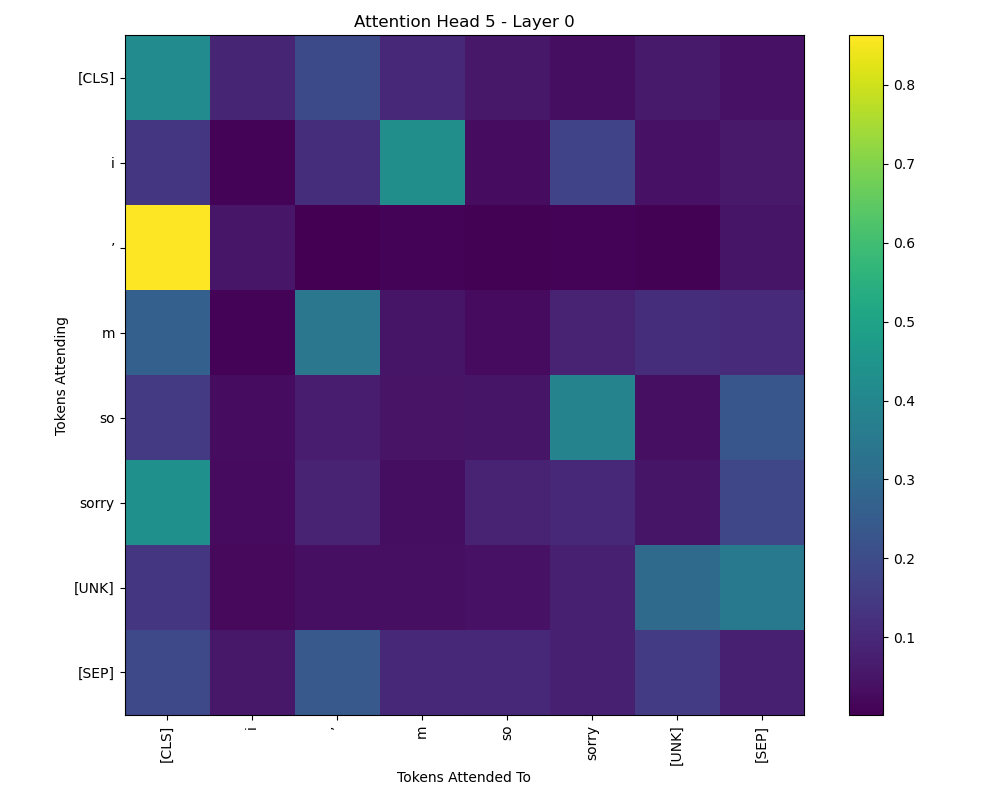 Attention Head 5 - Layer 0
Tokens Attending
[CLS]
i
’
m
so
sorry
[UNK]
[SEP]
[CLS]
i
’
m
so
sorry
[UNK]
[SEP]
Tokens Attended To
0.8
0.7
0.6
0.5
0.4
0.3
0.2
0.1